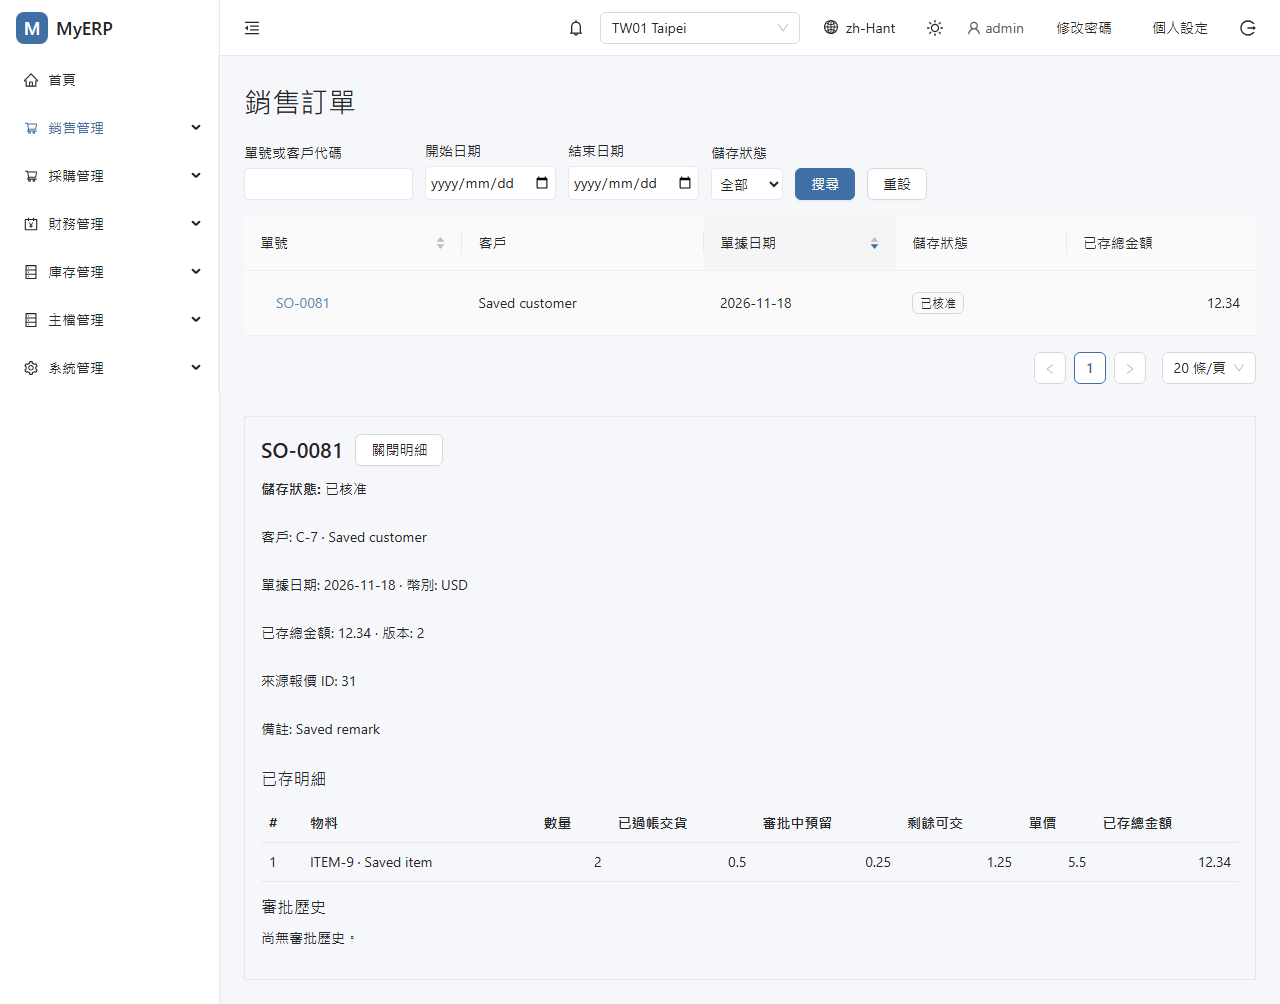 M MyERP
TW01 Taipei
zh-Hant
admin
修改密碼
個人設定
首頁
銷售管理
採購管理
財務管理
庫存管理
主檔管理
系統管理
銷售訂單
單號或客戶代碼
開始日期
結束日期
儲存狀態
yyyy/mm/dd
yyyy/mm/dd
全部
搜尋
重設
單號 客戶 單據日期 儲存狀態 已存總金額
SO-0081 Saved customer 2026-11-18 已核准 12.34
1
20 條/頁
SO-0081 關閉明細
儲存狀態: 已核准
客戶: C-7 · Saved customer
單據日期: 2026-11-18 · 幣別: USD
已存總金額: 12.34 · 版本: 2
來源報價 ID: 31
備註: Saved remark
已存明細
# 物料 數量 已過帳交貨 審批中預留 剩餘可交 單價 已存總金額
1 ITEM-9 · Saved item 2 0.5 0.25 1.25 5.5 12.34
審批歷史
尚無審批歷史。